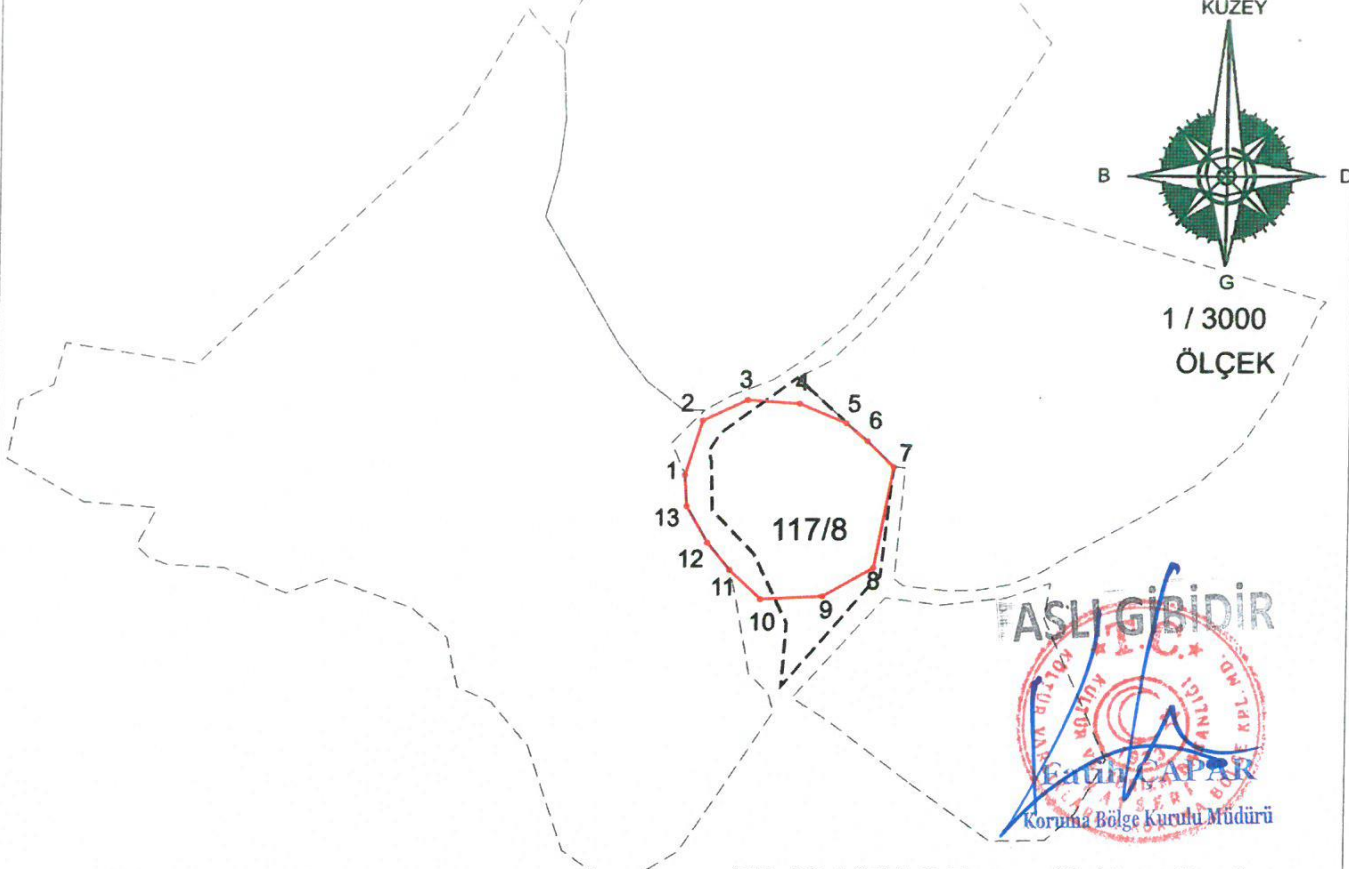 KUZEY
B
D
G
1 / 3000
ÖLÇEK
3
4
2
5
6
7
1
13
117/8
12
8
11
9
10
ASLI GİBİDİR
T.C.
Fatih ÇAPAR
Koruma Bölge Kurulu Müdürü